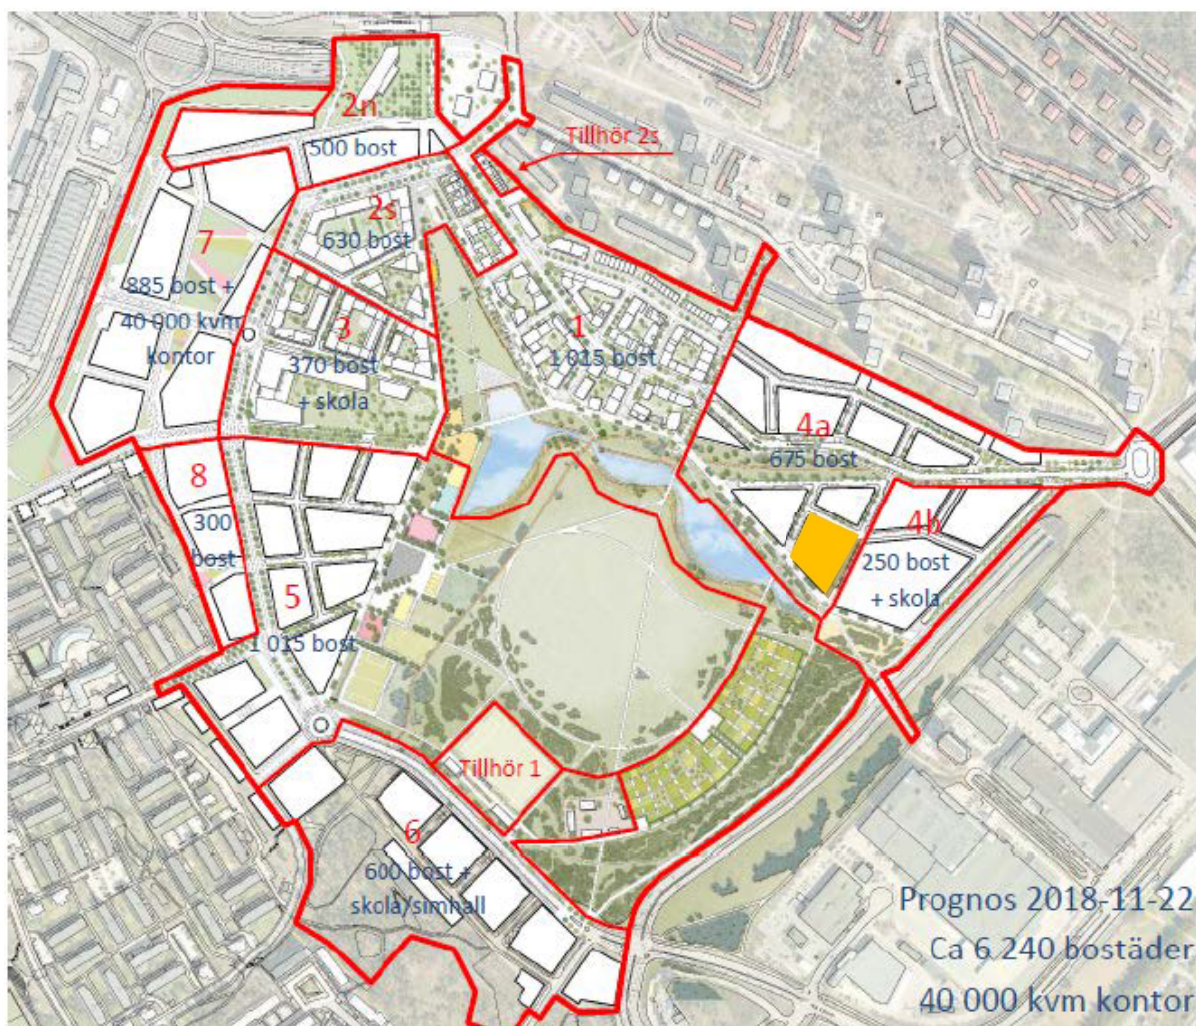 2n
500 bost
Tillhör 2s
2s
630 bost
7
885 bost +
40 000 kvm
kontor
3
370 bost
+ skola
1
1 015 bost
4a
675 bost
8
300
bost
4b
250 bost
+ skola
5
1 015 bost
Tillhör 1
6
600 bost +
skola/simhall
Prognos 2018-11-22
Ca 6 240 bostäder
40 000 kvm kontor